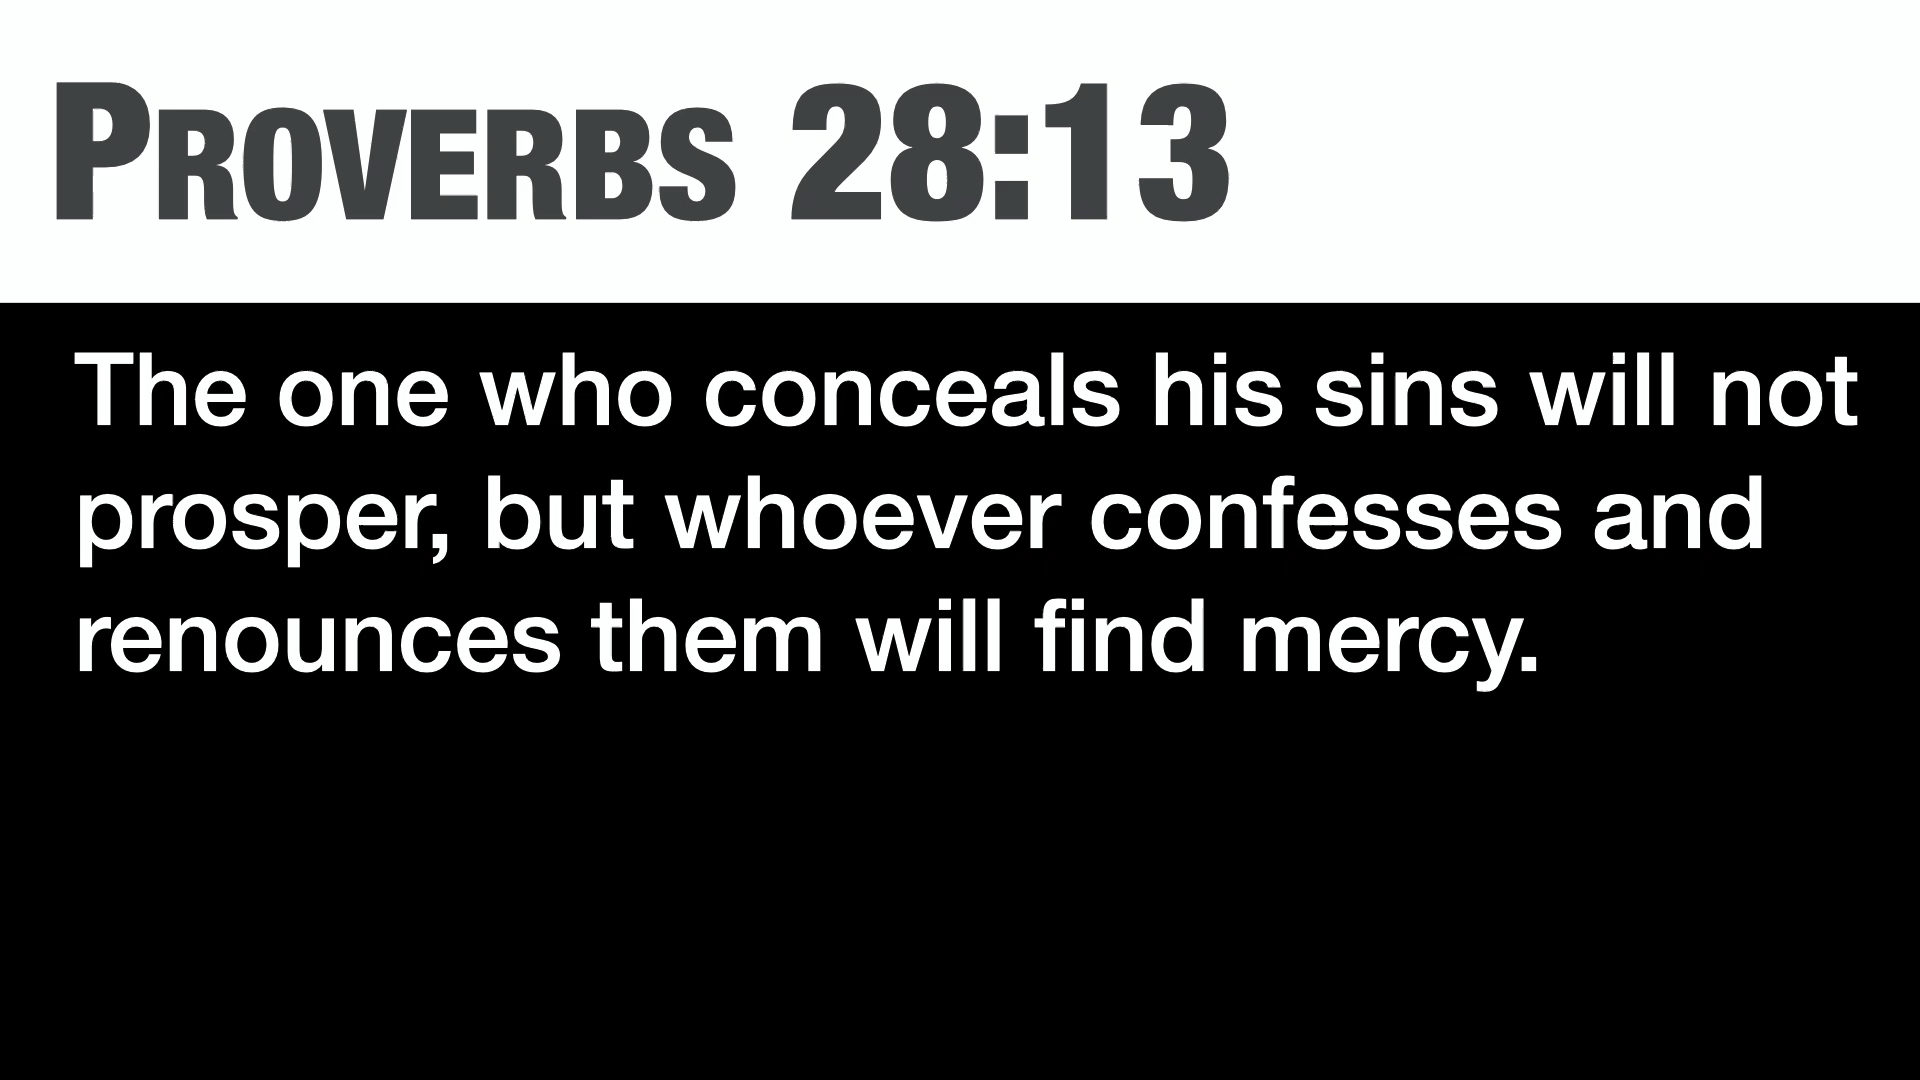 PROVERBS 28:13
The one who conceals his sins will not
prosper, but whoever confesses and
renounces them will find mercy.